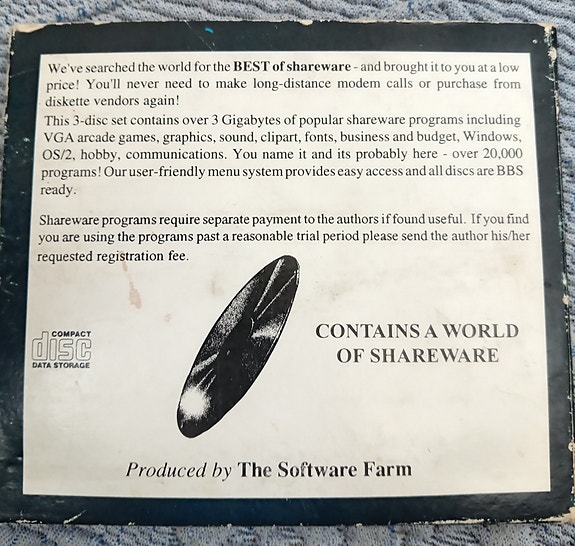 We've searched the world for the BEST of shareware - and brought it to you at a low
price! You'll never need to make long-distance modem calls or purchase from
diskette vendors again!
This 3-disc set contains over 3 Gigabytes of popular shareware programs including
VGA arcade games, graphics, sound, clipart, fonts, business and budget, Windows,
OS/2, hobby, communications. You name it and its probably here - over 20,000
programs! Our user-friendly menu system provides easy access and all discs are BBS
ready.
Shareware programs require separate payment to the authors if found useful. If you find
you are using the programs past a reasonable trial period please send the author his/her
requested registration fee.
COMPACT
disc
DATA STORAGE
CONTAINS A WORLD
OF SHAREWARE
Produced by The Software Farm